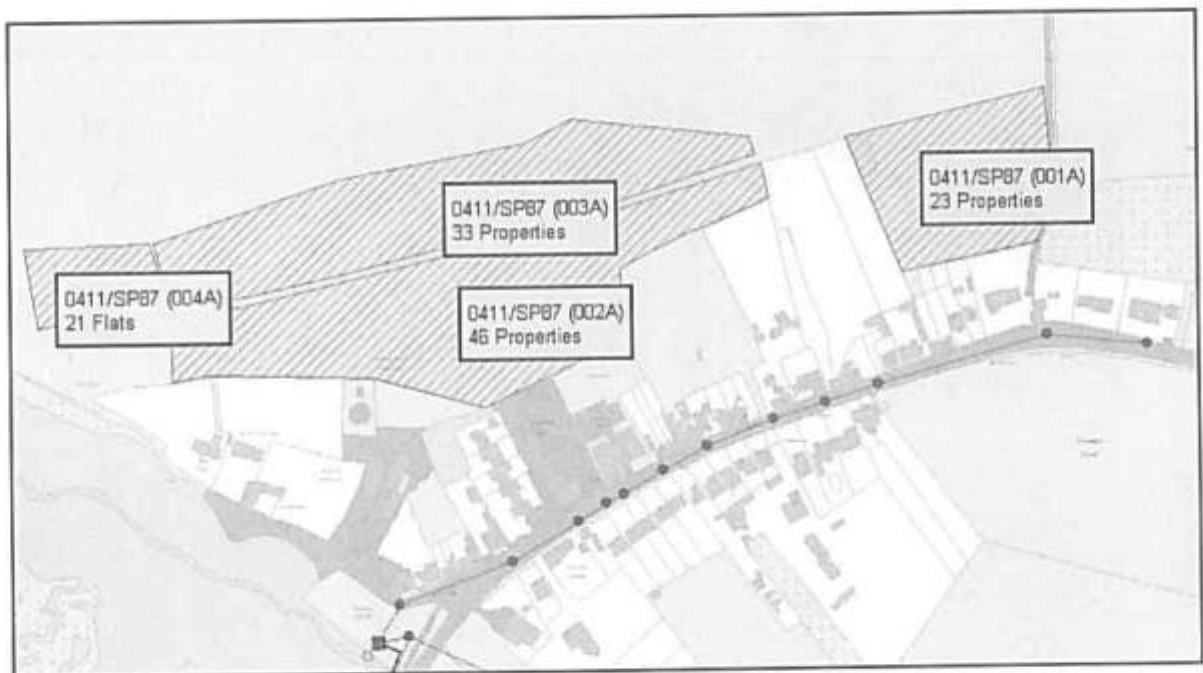 0411/SP87 (003A)
33 Properties
0411/SP87 (001A)
23 Properties
0411/SP87 (004A)
21 Flats
0411/SP87 (002A)
46 Properties